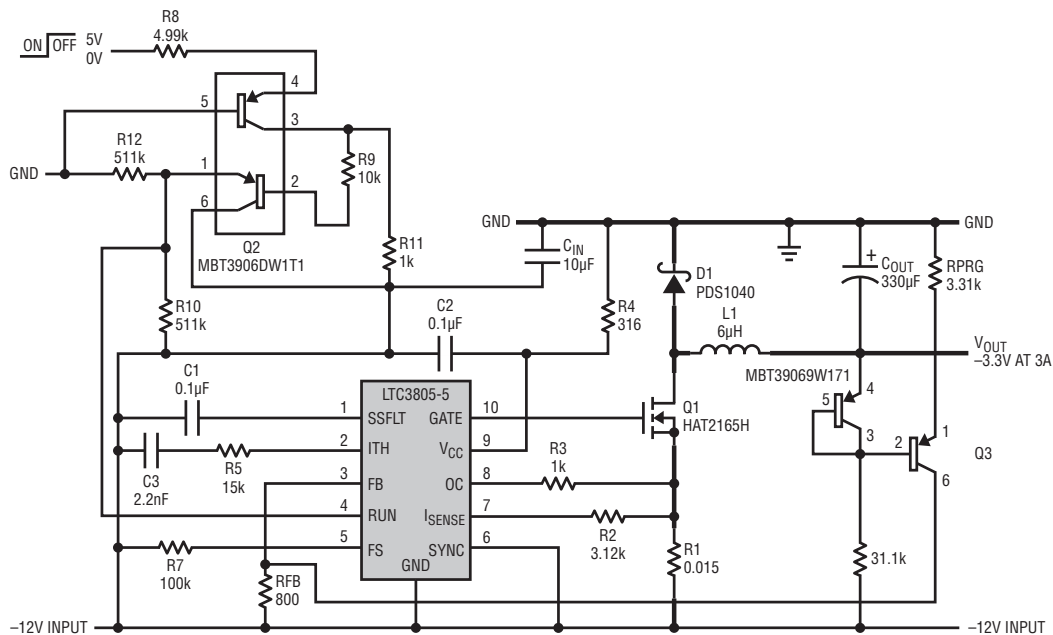 R8
4.99k
ON OFF 5V
0V
4
5
3
R12
511k
GND
1
2
6
R9
10k
Q2
MBT3906DW1T1
R11
1k
R10
511k
GND
GND
CIN
10µF
R4
316
D1
PDS1040
L1
6µH
+
COUT
330µF
RPRG
3.31k
VOUT
–3.3V AT 3A
MBT39069W171
4
5
3
2
1
6
Q3
C2
0.1µF
C1
0.1µF
C3
2.2nF
R5
15k
R7
100k
RFB
800
LTC3805-5
1 SSFLT GATE 10
2 ITH VCC 9
3 FB OC 8
4 RUN ISENSE 7
5 FS SYNC 6
GND
Q1
HAT2165H
R3
1k
R2
3.12k
R1
0.015
31.1k
–12V INPUT
–12V INPUT